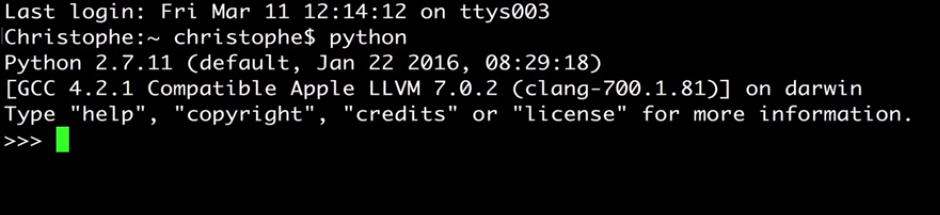 Last login: Fri Mar 11 12:14:12 on ttys003
Christophe:~ christophe$ python
Python 2.7.11 (default, Jan 22 2016, 08:29:18)
[GCC 4.2.1 Compatible Apple LLVM 7.0.2 (clang-700.1.81)] on darwin
Type "help", "copyright", "credits" or "license" for more information.
>>>